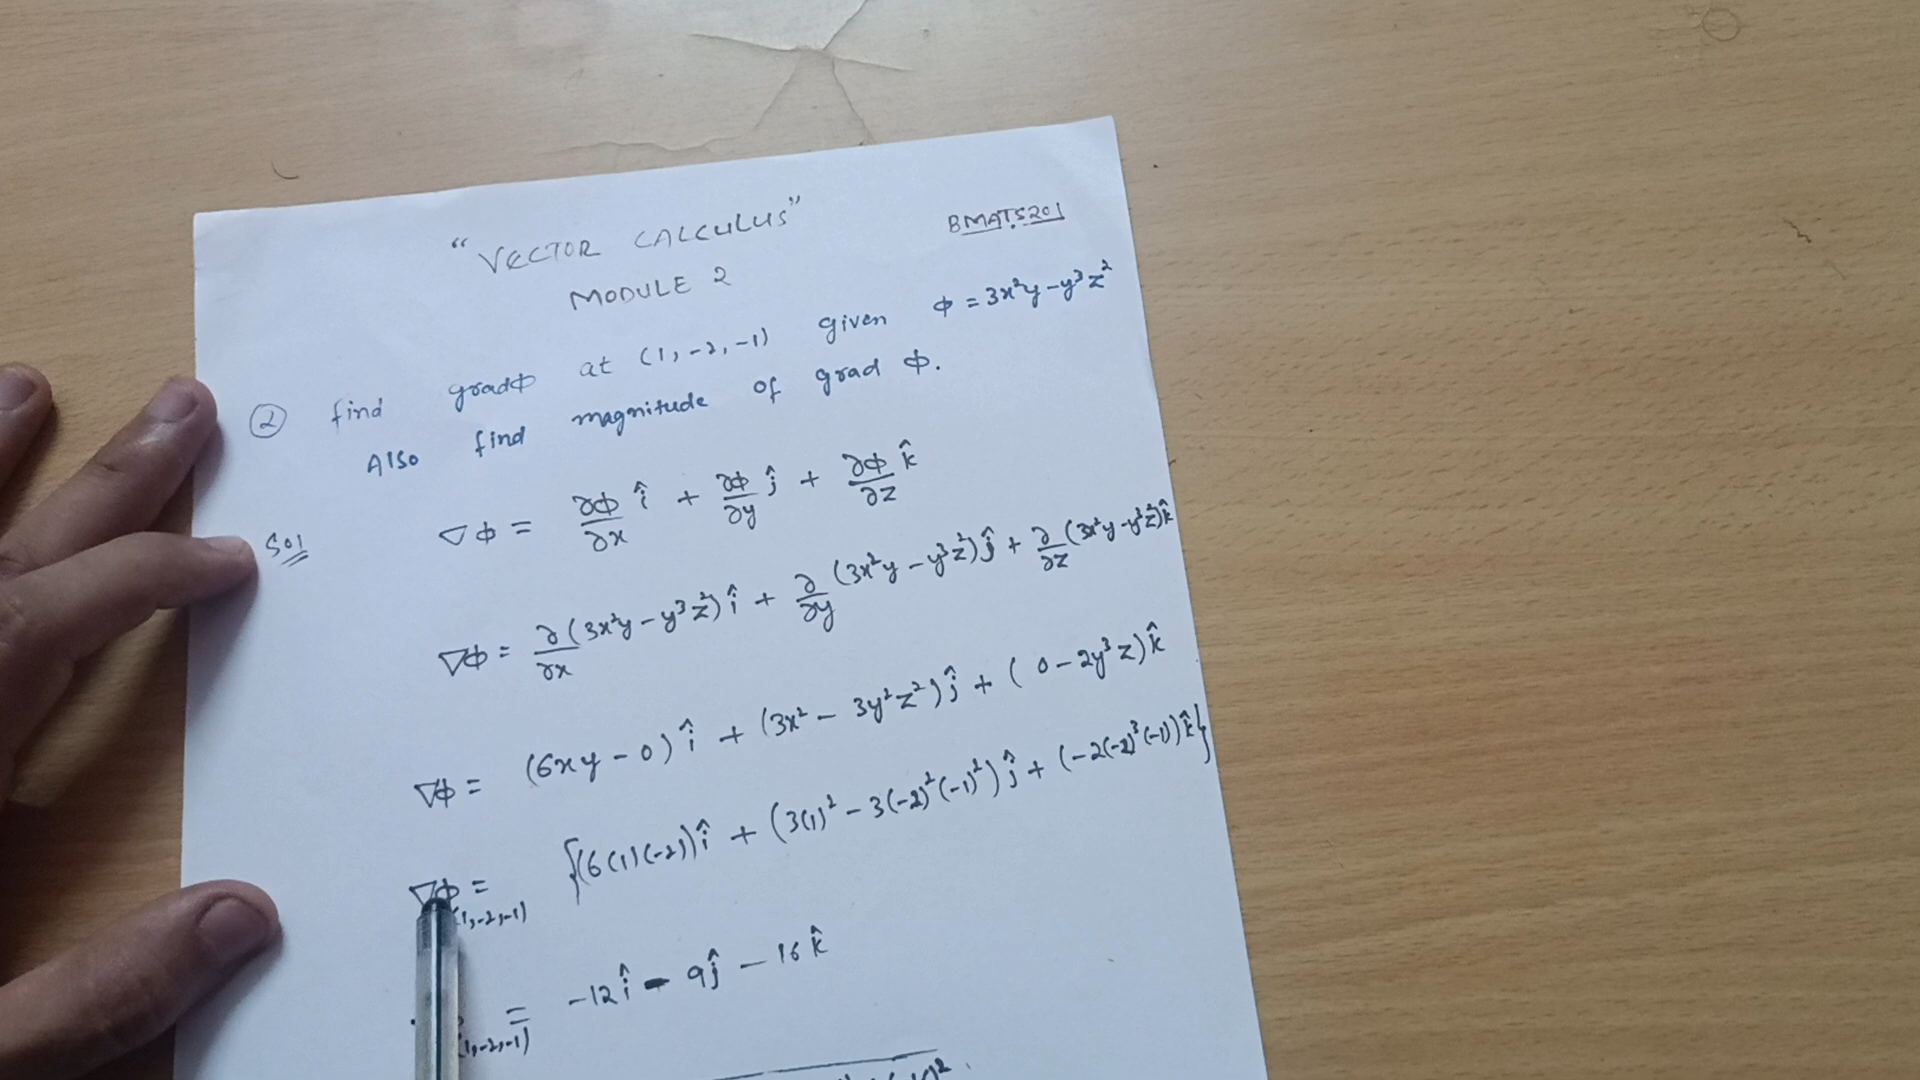 "VECTOR CALCULUS"
BMATS201
MODULE 2
② find gradϕ at (1, -2, -1) given ϕ = 3x²y - y³z²
Also find magnitude of grad ϕ.
Sol ∇ϕ = ∂ϕ/∂x î + ∂ϕ/∂y ĵ + ∂ϕ/∂z k̂
∇ϕ = ∂/∂x (3x²y - y³z²) î + ∂/∂y (3x²y - y³z²) ĵ + ∂/∂z (3x²y - y³z²) k̂
∇ϕ = (6xy - 0) î + (3x² - 3y²z²) ĵ + (0 - 2y³z) k̂
∇ϕ(1,-2,-1) = {(6(1)(-2)) î + (3(1)² - 3(-2)²(-1)²) ĵ + (-2(-2)³(-1)) k̂}
(1,-2,-1) = -12î - 9ĵ - 16k̂